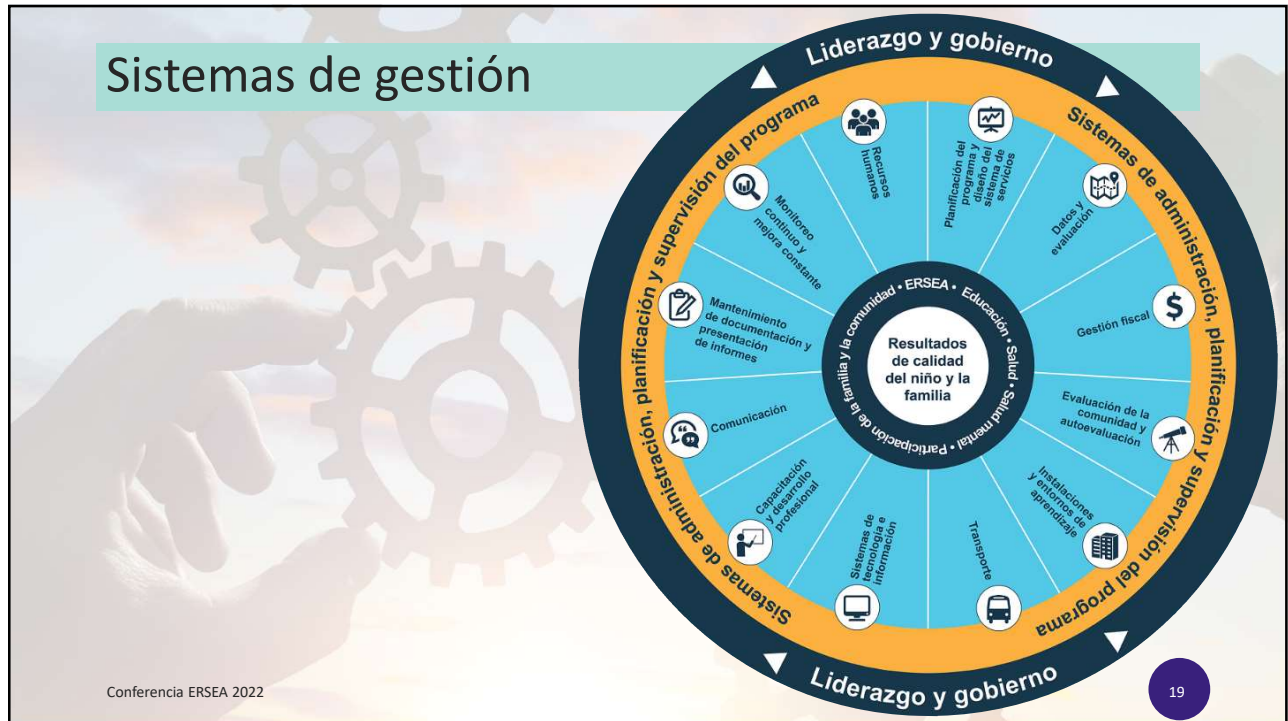 Sistemas de gestión
Liderazgo y gobierno
Sistemas de administración, planificación y supervisión del programa
Sistemas de administración, planificación y supervisión del programa
Planificación del
programa y
diseño del
sistema de
servicios
Datos y
evaluación
Gestión fiscal
Evaluación de la
comunidad y
autoevaluación
Instalaciones
y entornos de
aprendizaje
Transporte
Sistemas de
tecnología e
información
Capacitación
y desarrollo
profesional
Comunicación
Mantenimiento
de documentación y
presentación
de informes
Monitoreo
continuo y
mejora constante
Recursos
humanos
ERSEA • Educación • Salud • Salud mental • Participación de la familia y la comunidad •
Resultados
de calidad
del niño y la
familia
Liderazgo y gobierno
Conferencia ERSEA 2022
19